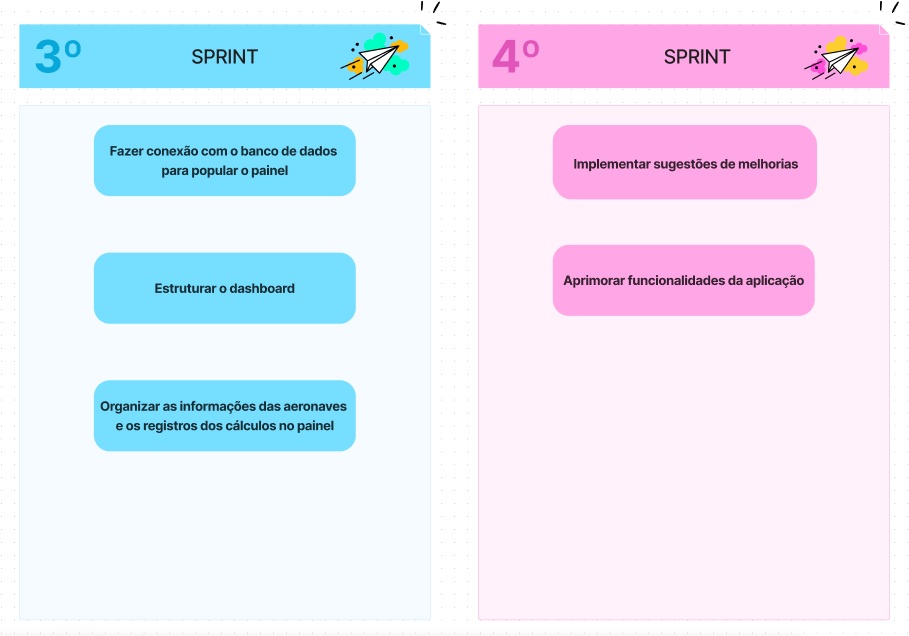 3º
SPRINT
Fazer conexão com o banco de dados
para popular o painel
Estruturar o dashboard
Organizar as informações das aeronaves
e os registros dos cálculos no painel
4º
SPRINT
Implementar sugestões de melhorias
Aprimorar funcionalidades da aplicação